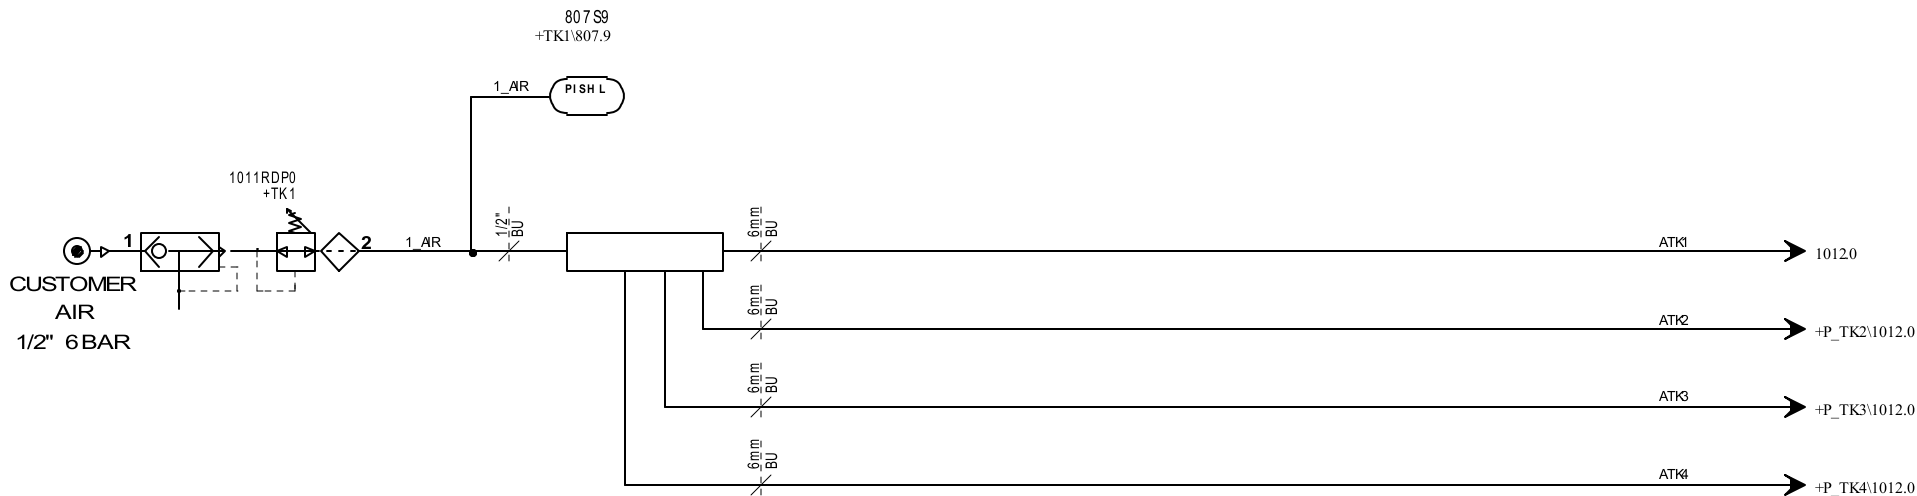 807S9
+TK1\807.9
1_AIR
PISHL
1011RDP0
+TK1
1
2
1_AIR
1/2"
BU
6mm
BU
ATK1
1012.0
CUSTOMER
AIR
1/2" 6 BAR
6mm
BU
ATK2
+P_TK2\1012.0
6mm
BU
ATK3
+P_TK3\1012.0
6mm
BU
ATK4
+P_TK4\1012.0